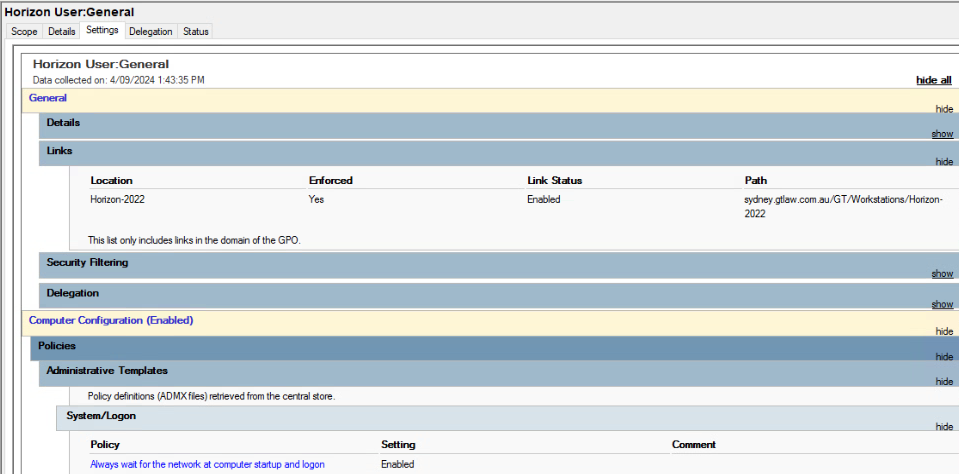 Horizon User:General
Scope Details Settings Delegation Status
Horizon User:General
Data collected on: 4/09/2024 1:43:35 PM
hide all
General
hide
Details
show
Links
hide
Location Enforced Link Status Path
Horizon-2022 Yes Enabled sydney.gtlaw.com.au/GT/Workstations/Horizon-
2022
This list only includes links in the domain of the GPO.
Security Filtering
show
Delegation
show
Computer Configuration (Enabled)
hide
Policies
hide
Administrative Templates
hide
Policy definitions (ADMX files) retrieved from the central store.
System/Logon
hide
Policy Setting Comment
Always wait for the network at computer startup and logon Enabled